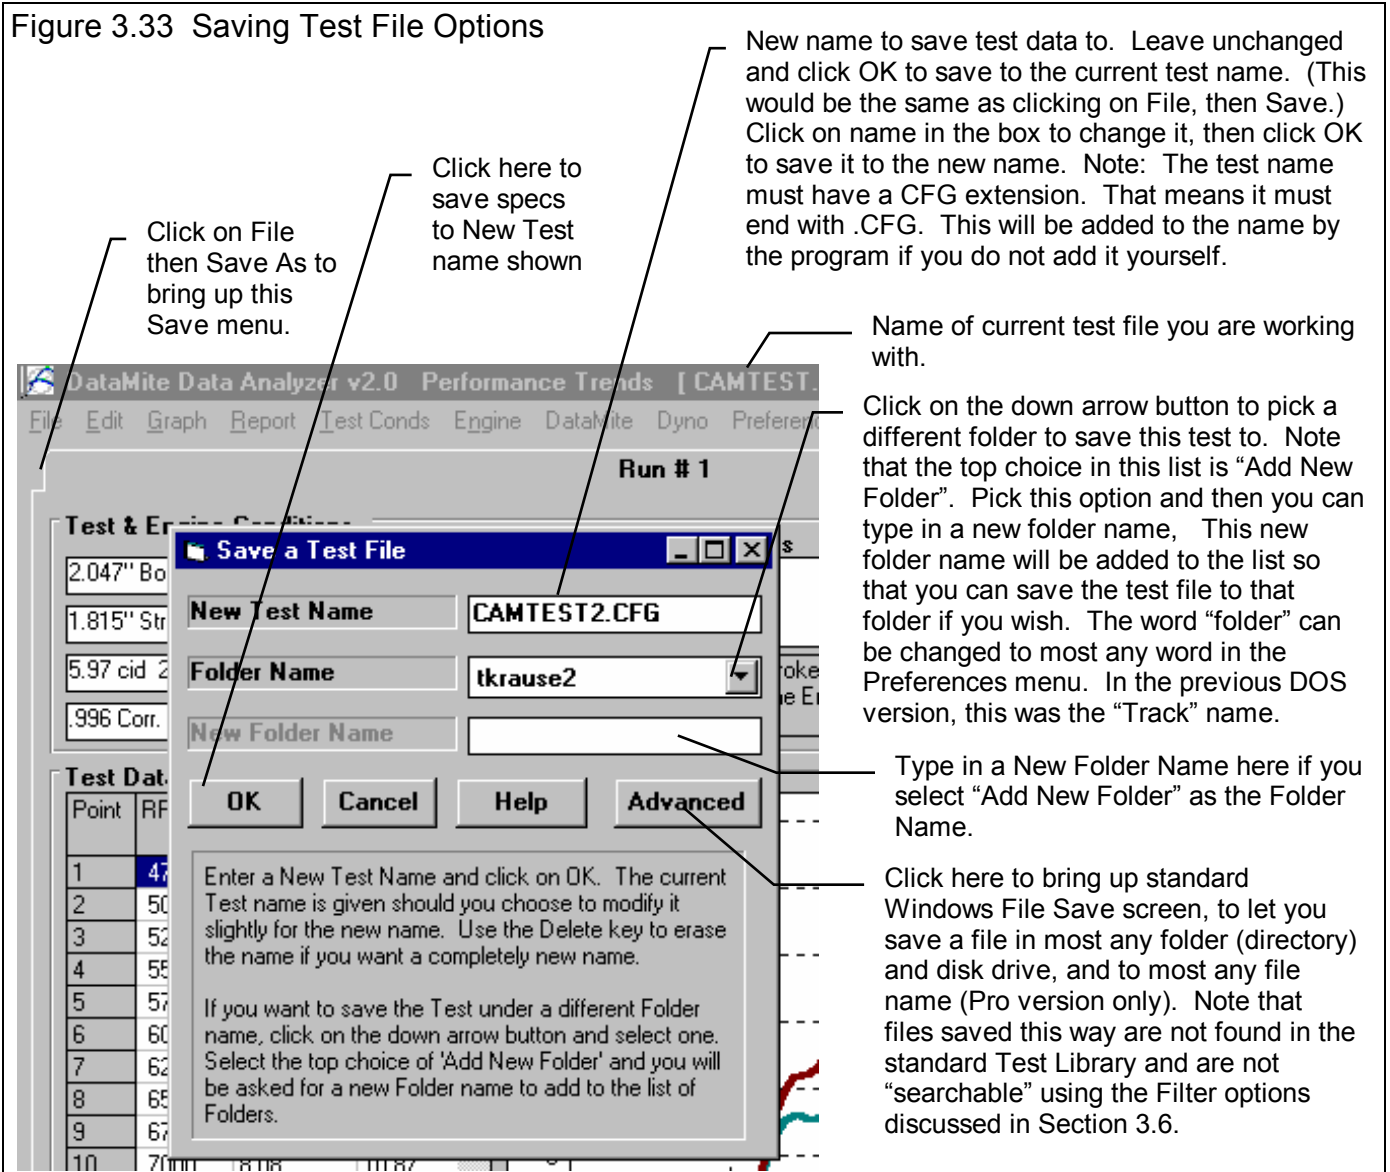 Figure 3.33  Saving Test File Options
New name to save test data to.  Leave unchanged
and click OK to save to the current test name.  (This
would be the same as clicking on File, then Save.)
Click on name in the box to change it, then click OK
to save it to the new name.  Note:  The test name
must have a CFG extension.  That means it must
end with .CFG.  This will be added to the name by
the program if you do not add it yourself.
Click here to
save specs
to New Test
name shown
Click on File
then Save As to
bring up this
Save menu.
Name of current test file you are working
with.
Click on the down arrow button to pick a
different folder to save this test to.  Note
that the top choice in this list is “Add New
Folder”.  Pick this option and then you can
type in a new folder name,   This new
folder name will be added to the list so
that you can save the test file to that
folder if you wish.  The word “folder” can
be changed to most any word in the
Preferences menu.  In the previous DOS
version, this was the “Track” name.
Type in a New Folder Name here if you
select “Add New Folder” as the Folder
Name.
Click here to bring up standard
Windows File Save screen, to let you
save a file in most any folder (directory)
and disk drive, and to most any file
name (Pro version only).  Note that
files saved this way are not found in the
standard Test Library and are not
“searchable” using the Filter options
discussed in Section 3.6.
DataMite Data Analyzer v2.0   Performance Trends   [ CAMTEST.
File   Edit   Graph   Report   Test Conds   Engine   DataMite   Dyno   Preferenc
Run # 1
Test & Engine Conditions
2.047" Bo
1.815" Str
5.97 cid  2
.996 Corr.
Test Dat
Point   RP
1   47
2   50
3   52
4   55
5   57
6   60
7   62
8   65
9   67
10   7000   8.08   10.87
Save a Test File
New Test Name   CAMTEST2.CFG
Folder Name   tkrause2
New Folder Name
OK   Cancel   Help   Advanced
Enter a New Test Name and click on OK.  The current
Test name is given should you choose to modify it
slightly for the new name.  Use the Delete key to erase
the name if you want a completely new name.
If you want to save the Test under a different Folder
name, click on the down arrow button and select one.
Select the top choice of 'Add New Folder' and you will
be asked for a new Folder name to add to the list of
Folders.